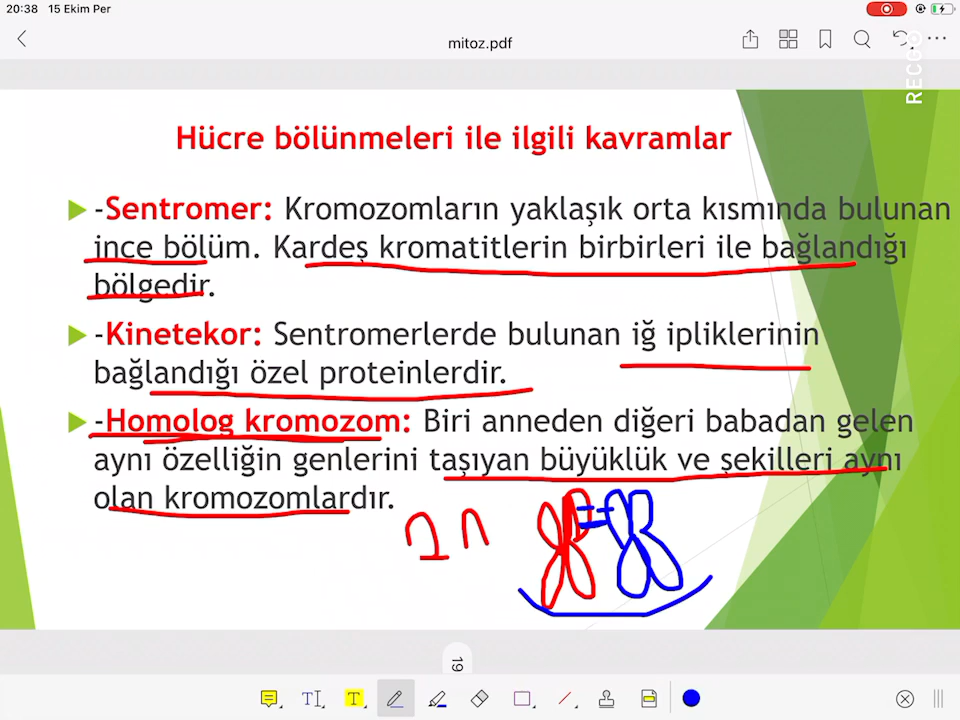 20:38 15 Ekim Per
mitoz.pdf
RECGO
Hücre bölünmeleri ile ilgili kavramlar
-Sentromer: Kromozomların yaklaşık orta kısmında bulunan
ince bölüm. Kardeş kromatitlerin birbirleri ile bağlandığı
bölgedir.
-Kinetekor: Sentromerlerde bulunan iğ ipliklerinin
bağlandığı özel proteinlerdir.
-Homolog kromozom: Biri anneden diğeri babadan gelen
aynı özelliğin genlerini taşıyan büyüklük ve şekilleri aynı
olan kromozomlardır.
2n
19
T
T